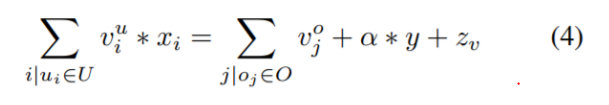 ∑_{i|u_i∈U} v_i^u * x_i = ∑_{j|o_j∈O} v_j^o + α * y + z_v (4)